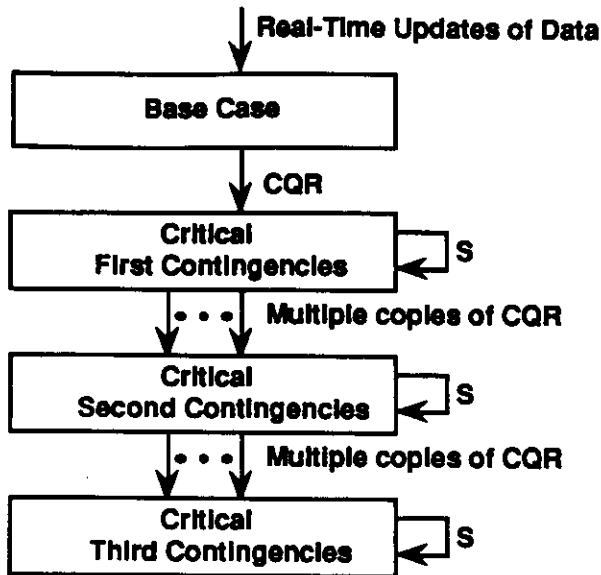 Real-Time Updates of Data
Base Case
CQR
Critical
First Contingencies
S
Multiple copies of CQR
Critical
Second Contingencies
S
Multiple copies of CQR
Critical
Third Contingencies
S